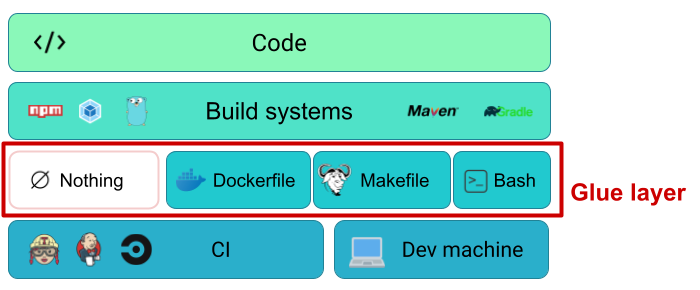 </> Code
npm Build systems Maven Gradle
Nothing Dockerfile Makefile >_ Bash
Glue layer
CI Dev machine